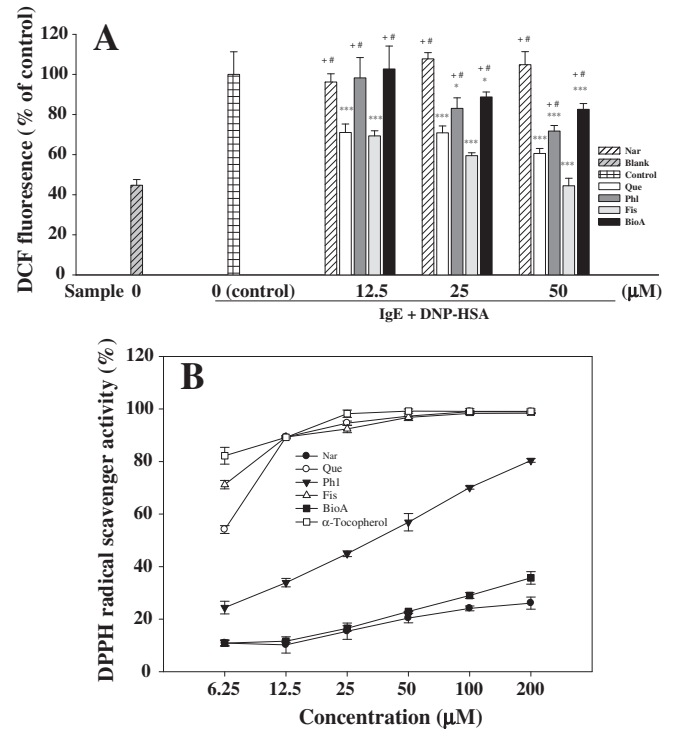 A
DCF fluoresence ( % of control)
120
100
80
60
40
20
0
+ # + # + # + # + # + # + # + # + #
*** *** *** * *** * *** *** *** ***
Nar
Blank
Control
Que
Phl
Fis
BioA
Sample 0 0 (control) 12.5 25 50 (μM)
IgE + DNP-HSA
B
DPPH radical scavenger activity (%)
120
100
80
60
40
20
0
Nar
Que
Ph1
Fis
BioA
α-Tocopherol
6.25 12.5 25 50 100 200
Concentration (μM)